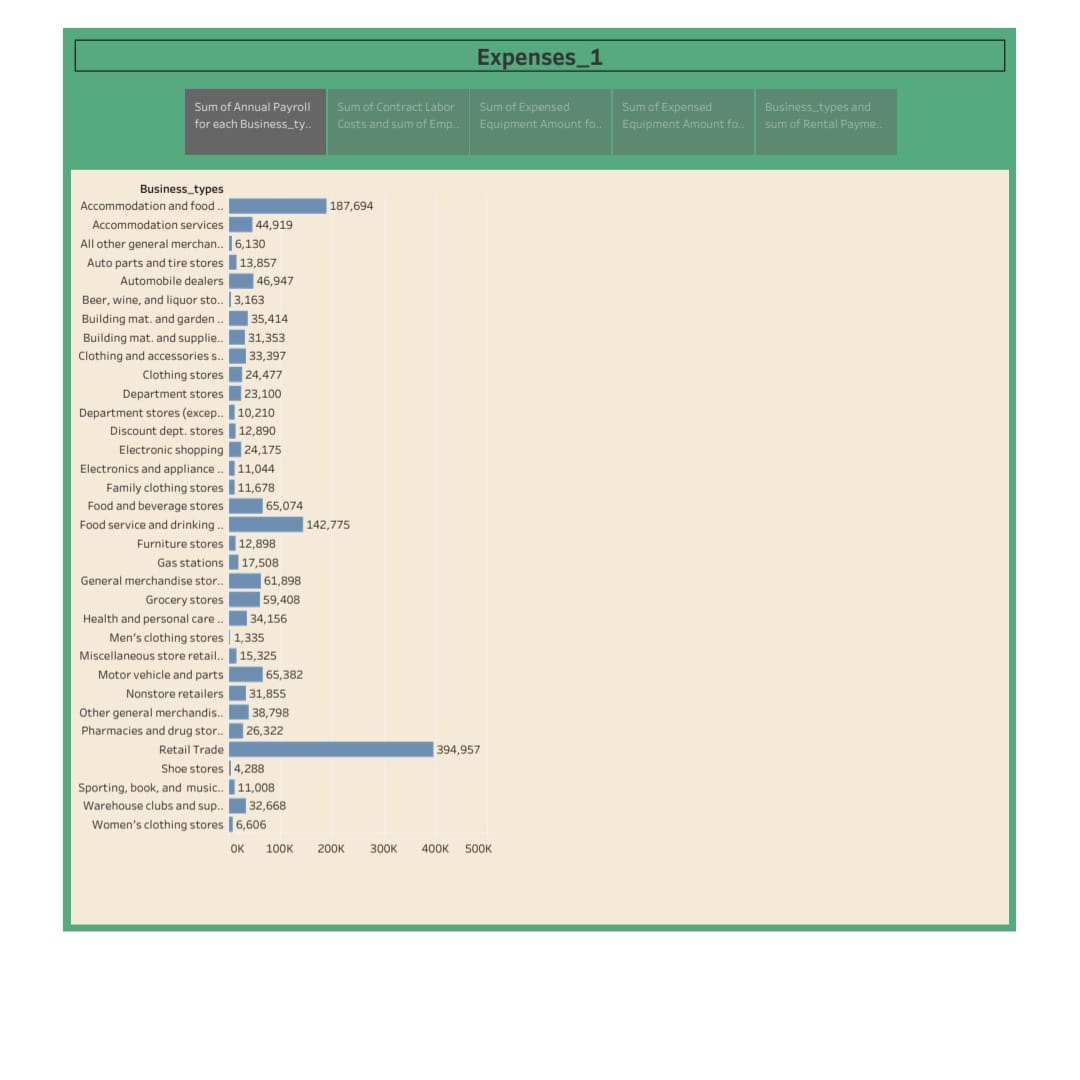 Expenses_1
Sum of Annual Payroll
for each Business_ty..
Sum of Contract Labor
Costs and sum of Emp..
Sum of Expensed
Equipment Amount fo..
Sum of Expensed
Equipment Amount fo..
Business_types and
sum of Rental Payme..
Business_types
Accommodation and food .. 187,694
Accommodation services 44,919
All other general merchan.. 6,130
Auto parts and tire stores 13,857
Automobile dealers 46,947
Beer, wine, and liquor sto.. 3,163
Building mat. and garden .. 35,414
Building mat. and supplie.. 31,353
Clothing and accessories s.. 33,397
Clothing stores 24,477
Department stores 23,100
Department stores (excep.. 10,210
Discount dept. stores 12,890
Electronic shopping 24,175
Electronics and appliance .. 11,044
Family clothing stores 11,678
Food and beverage stores 65,074
Food service and drinking .. 142,775
Furniture stores 12,898
Gas stations 17,508
General merchandise stor.. 61,898
Grocery stores 59,408
Health and personal care .. 34,156
Men's clothing stores 1,335
Miscellaneous store retail.. 15,325
Motor vehicle and parts 65,382
Nonstore retailers 31,855
Other general merchandis.. 38,798
Pharmacies and drug stor.. 26,322
Retail Trade 394,957
Shoe stores 4,288
Sporting, book, and music.. 11,008
Warehouse clubs and sup.. 32,668
Women's clothing stores 6,606
0K 100K 200K 300K 400K 500K